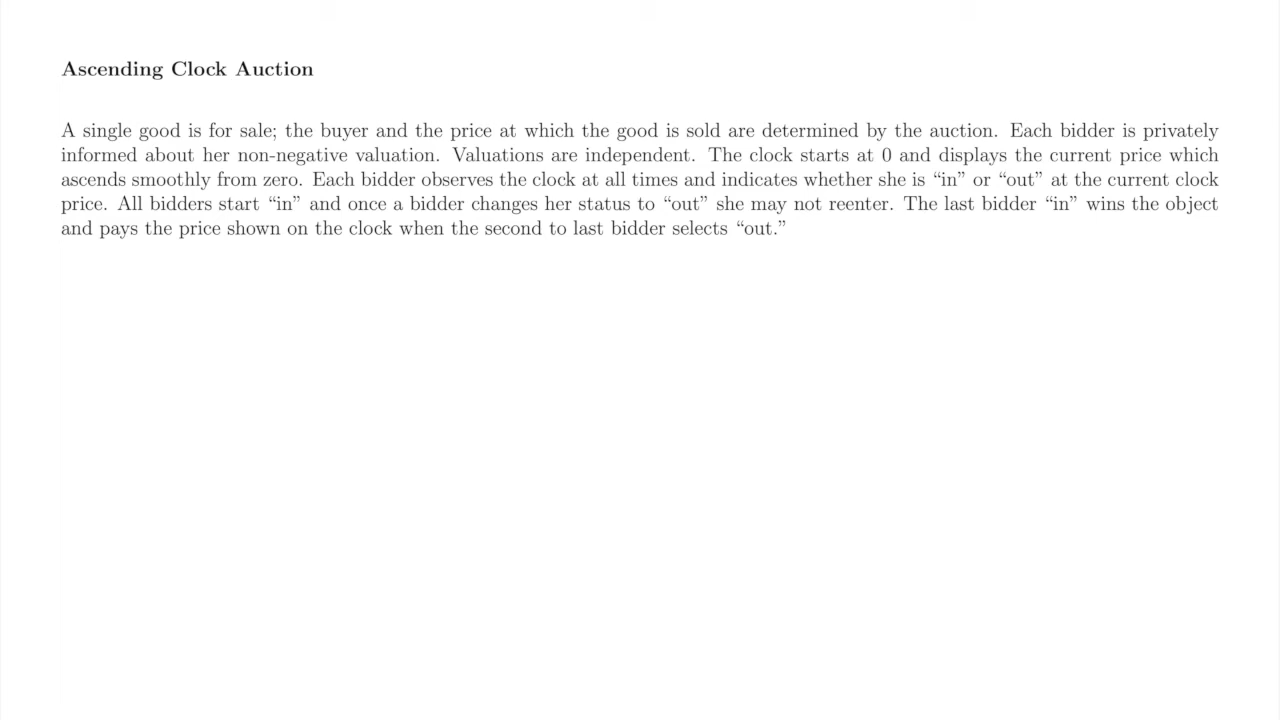 Ascending Clock Auction
A single good is for sale; the buyer and the price at which the good is sold are determined by the auction. Each bidder is privately
informed about her non-negative valuation. Valuations are independent. The clock starts at 0 and displays the current price which
ascends smoothly from zero. Each bidder observes the clock at all times and indicates whether she is “in” or “out” at the current clock
price. All bidders start “in” and once a bidder changes her status to “out” she may not reenter. The last bidder “in” wins the object
and pays the price shown on the clock when the second to last bidder selects “out.”